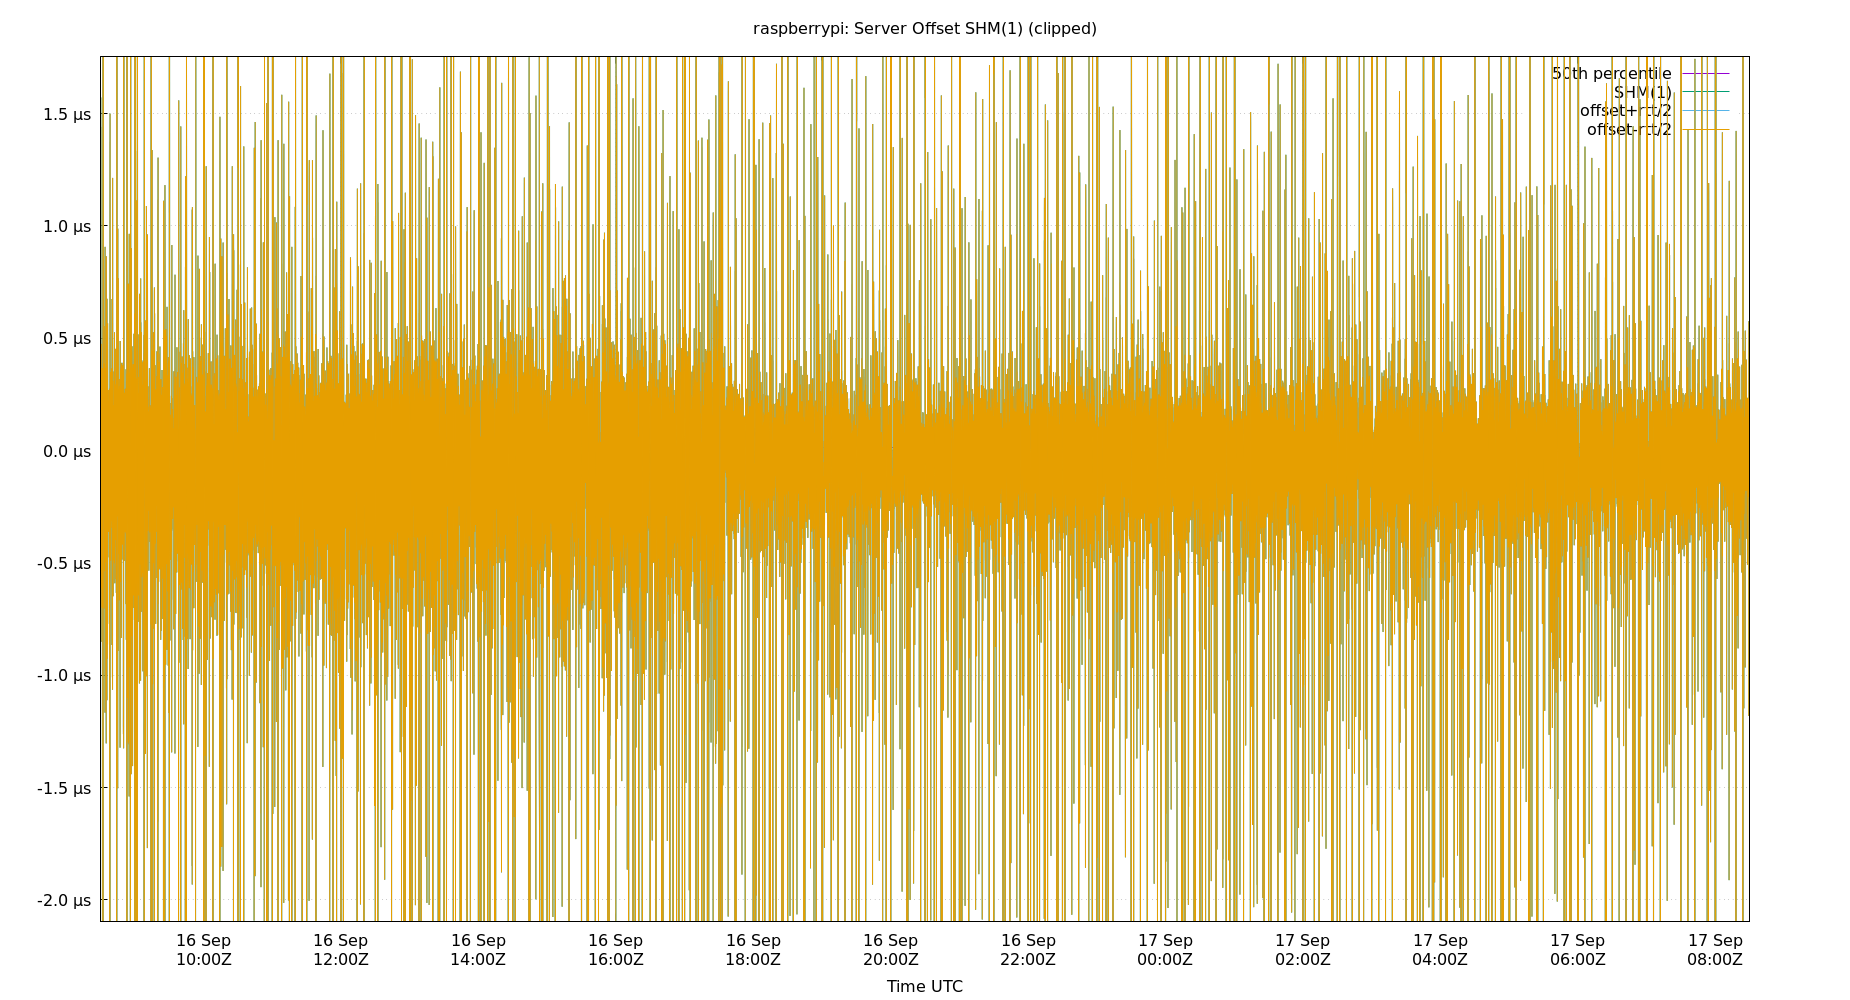 raspberrypi: Server Offset SHM(1) (clipped)
50th percentile
SHM(1)
offset+rtt/2
offset-rtt/2
1.5 μs
1.0 μs
0.5 μs
0.0 μs
-0.5 μs
-1.0 μs
-1.5 μs
-2.0 μs
16 Sep 16 Sep 16 Sep 16 Sep 16 Sep 16 Sep 16 Sep 17 Sep 17 Sep 17 Sep 17 Sep 17 Sep
10:00Z 12:00Z 14:00Z 16:00Z 18:00Z 20:00Z 22:00Z 00:00Z 02:00Z 04:00Z 06:00Z 08:00Z
Time UTC